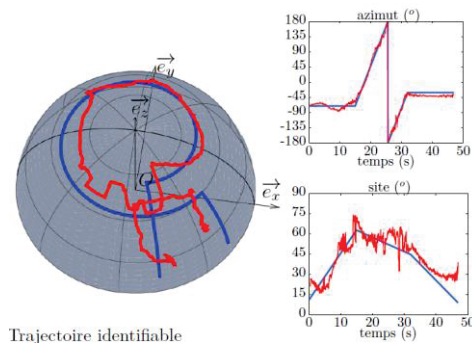 azimut (°)
180
135
90
45
0
-45
-90
-135
-180
0 10 20 30 40 50
temps (s)
e_y
e_z
O
e_x
site (°)
90
75
60
45
30
15
0
0 10 20 30 40 50
temps (s)
Trajectoire identifiable